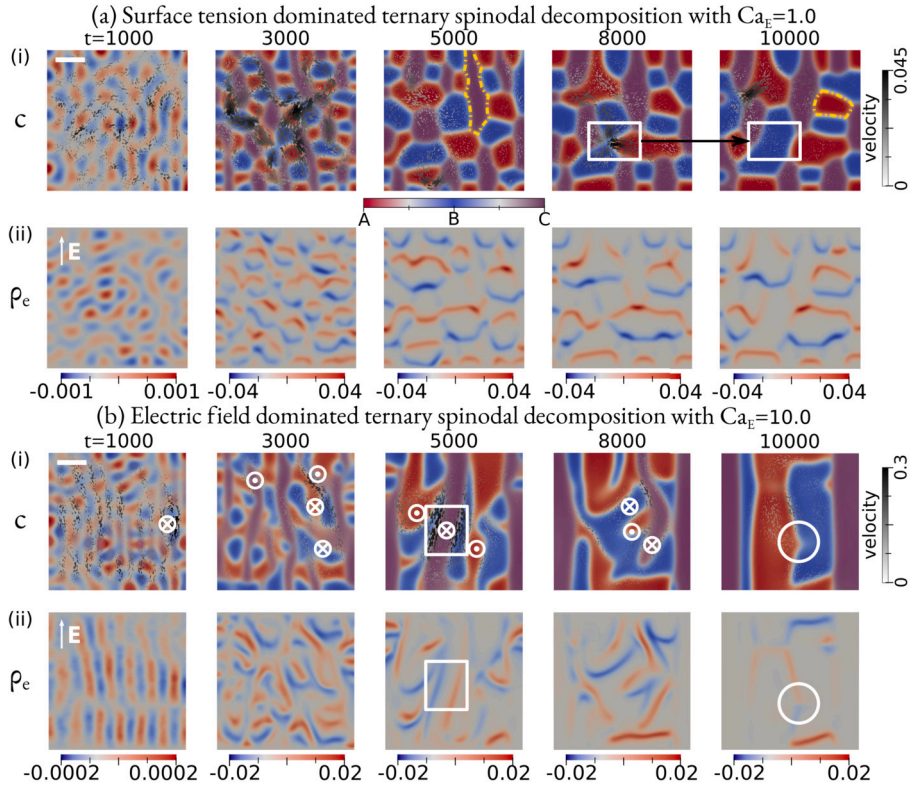 (a) Surface tension dominated ternary spinodal decomposition with Ca_E=1.0
t=1000 3000 5000 8000 10000
(i)
c
velocity
0.045
0
A B C
(ii)
E
ρ_e
-0.001 0.001 -0.04 0.04 -0.04 0.04 -0.04 0.04 -0.04 0.04
(b) Electric field dominated ternary spinodal decomposition with Ca_E=10.0
t=1000 3000 5000 8000 10000
(i)
c
velocity
0.3
0
(ii)
E
ρ_e
-0.0002 0.0002 -0.02 0.02 -0.02 0.02 -0.02 0.02 -0.02 0.02